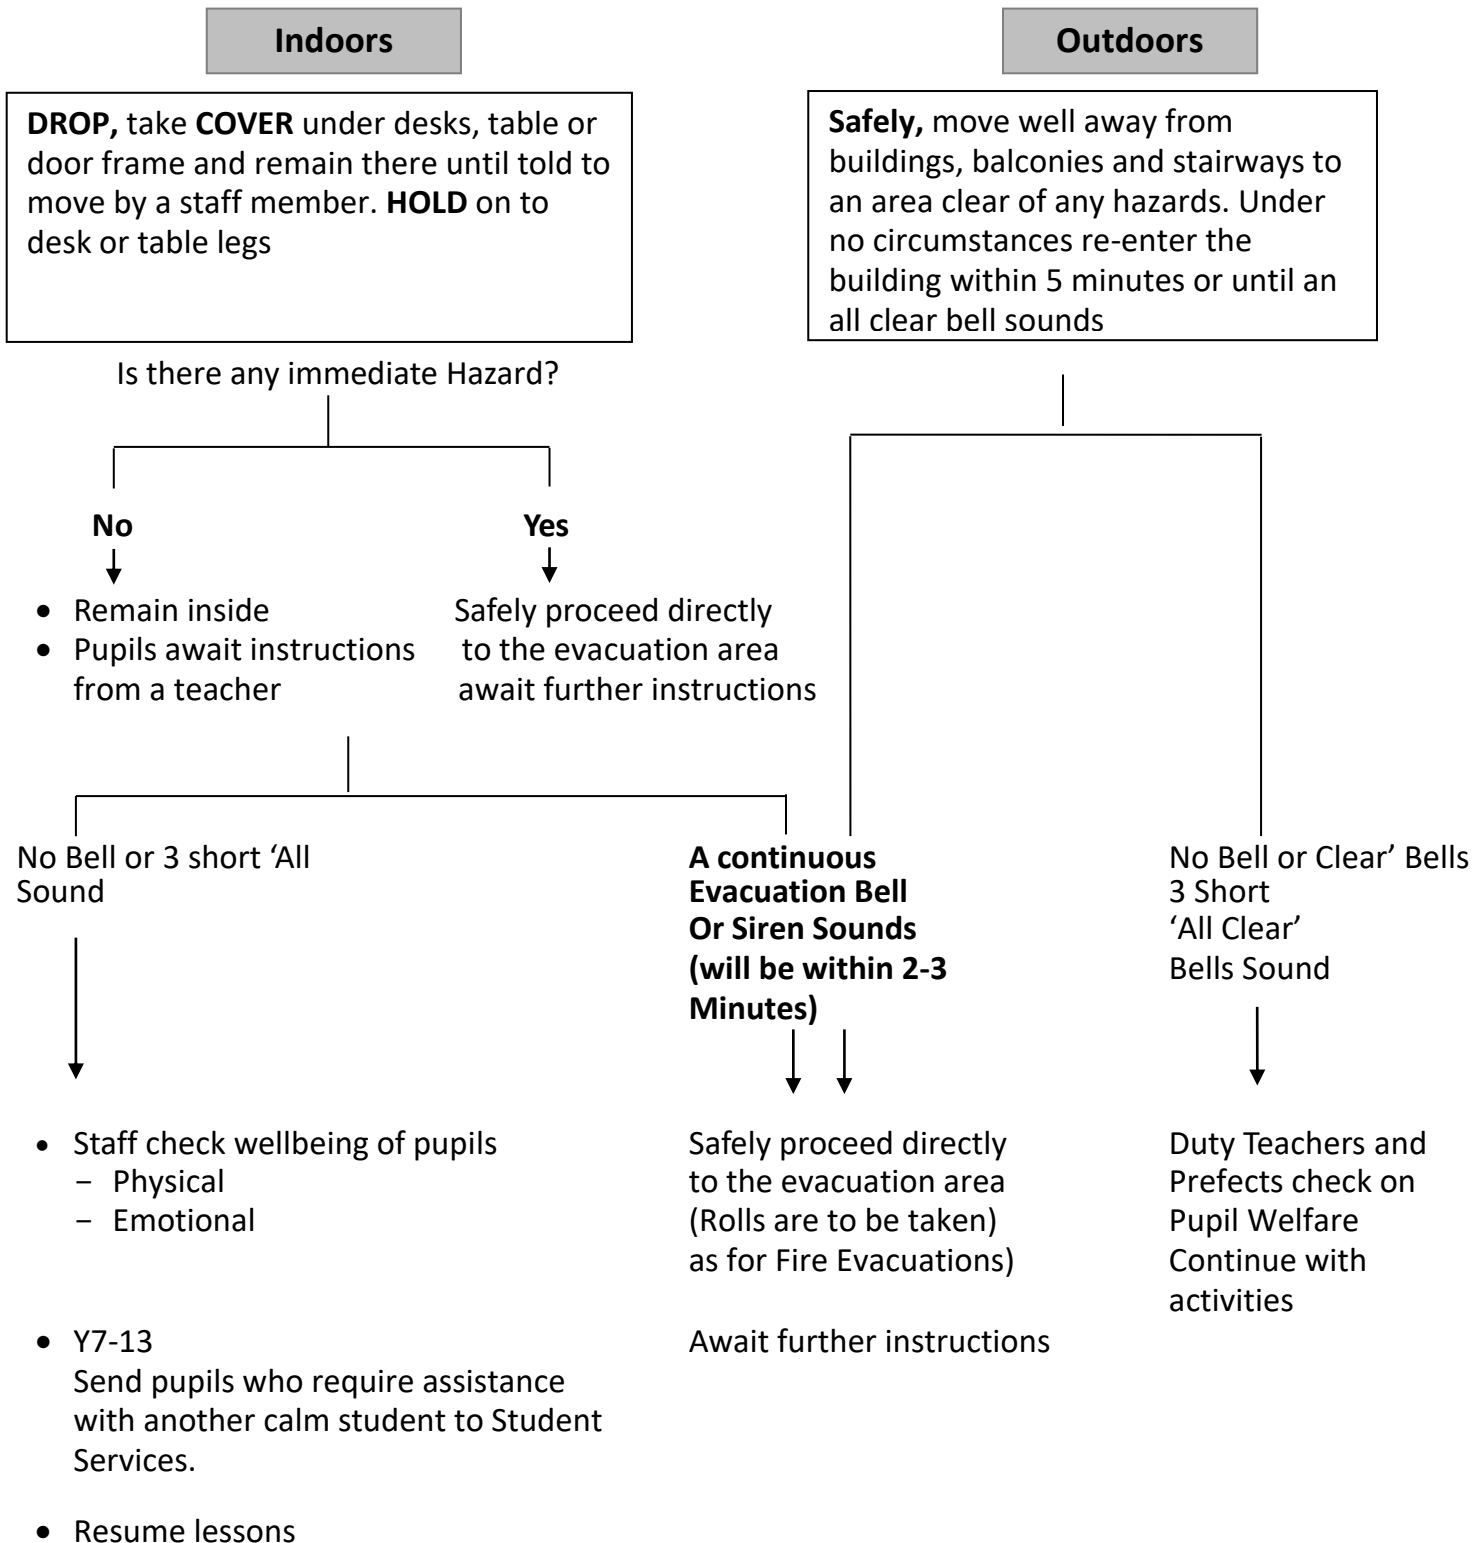 Indoors
DROP, take COVER under desks, table or
door frame and remain there until told to
move by a staff member. HOLD on to
desk or table legs
Outdoors
Safely, move well away from
buildings, balconies and stairways to
an area clear of any hazards. Under
no circumstances re-enter the
building within 5 minutes or until an
all clear bell sounds
Is there any immediate Hazard?
No
• Remain inside
• Pupils await instructions
from a teacher
Yes
Safely proceed directly
to the evacuation area
await further instructions
No Bell or 3 short ‘All
Sound
A continuous
Evacuation Bell
Or Siren Sounds
(will be within 2-3
Minutes)
No Bell or Clear’ Bells
3 Short
‘All Clear’
Bells Sound
• Staff check wellbeing of pupils
− Physical
− Emotional
• Y7-13
Send pupils who require assistance
with another calm student to Student
Services.
• Resume lessons
Safely proceed directly
to the evacuation area
(Rolls are to be taken)
as for Fire Evacuations)
Await further instructions
Duty Teachers and
Prefects check on
Pupil Welfare
Continue with
activities